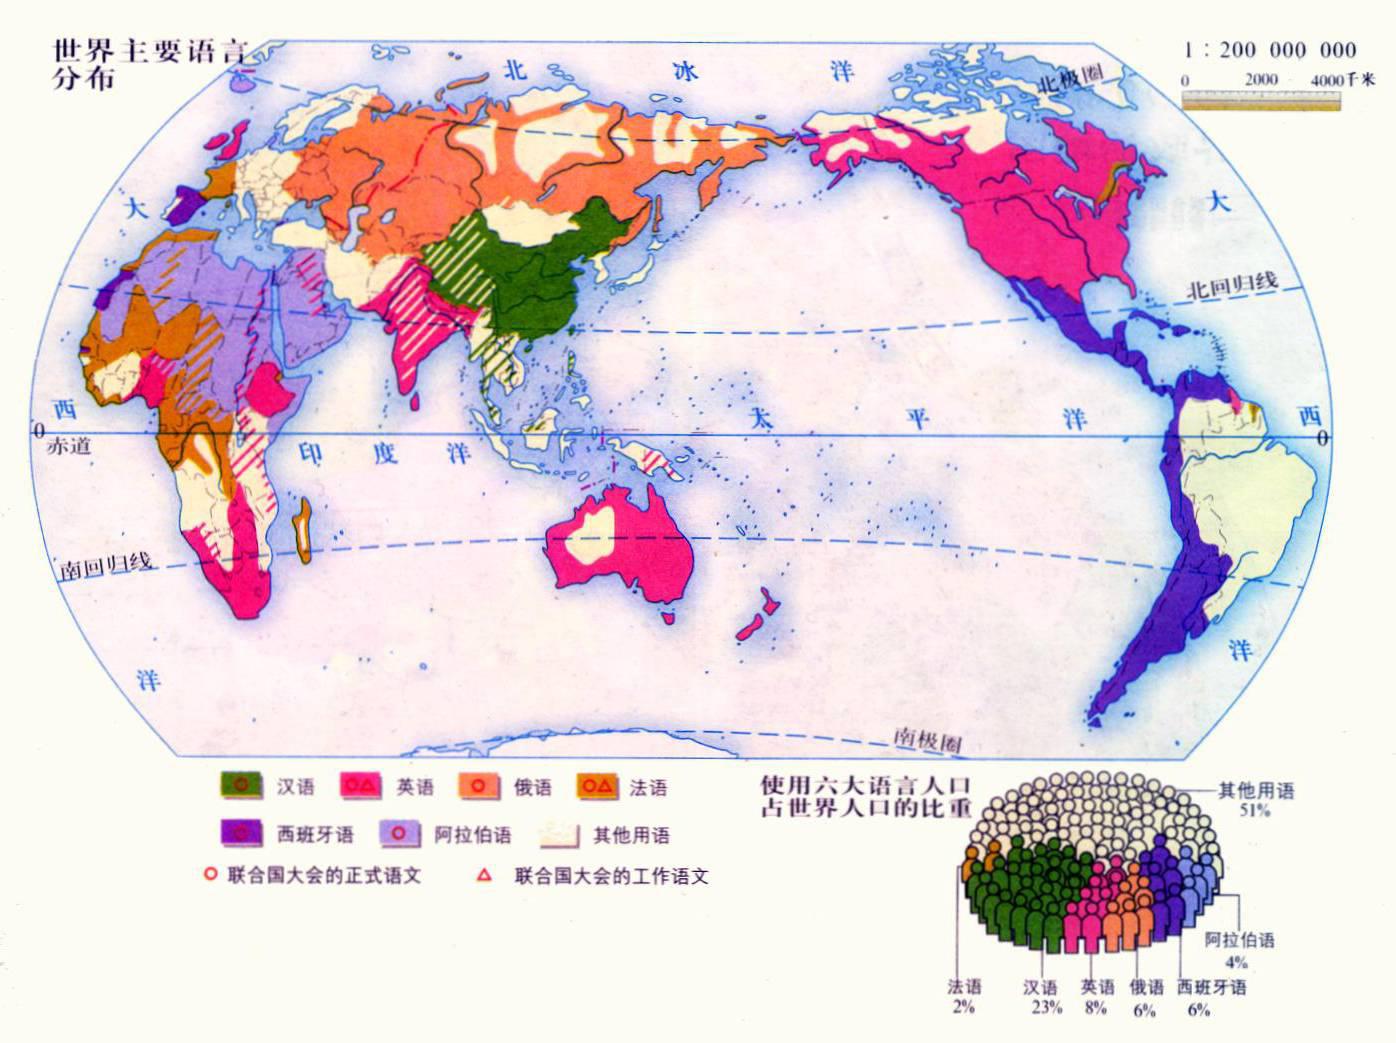 世界主要语言
分布
1：200 000 000
0 2000 4000千米
北 冰 洋
北极圈
大
大
北回归线
西
太 平 洋
西
0
赤道
0
印 度 洋
南回归线
洋
洋
南极圈
汉语 英语 俄语 法语
西班牙语 阿拉伯语 其他用语
联合国大会的正式语文 联合国大会的工作语文
使用六大语言人口
占世界人口的比重
其他用语
51%
阿拉伯语
4%
法语 汉语 英语 俄语 西班牙语
2% 23% 8% 6% 6%